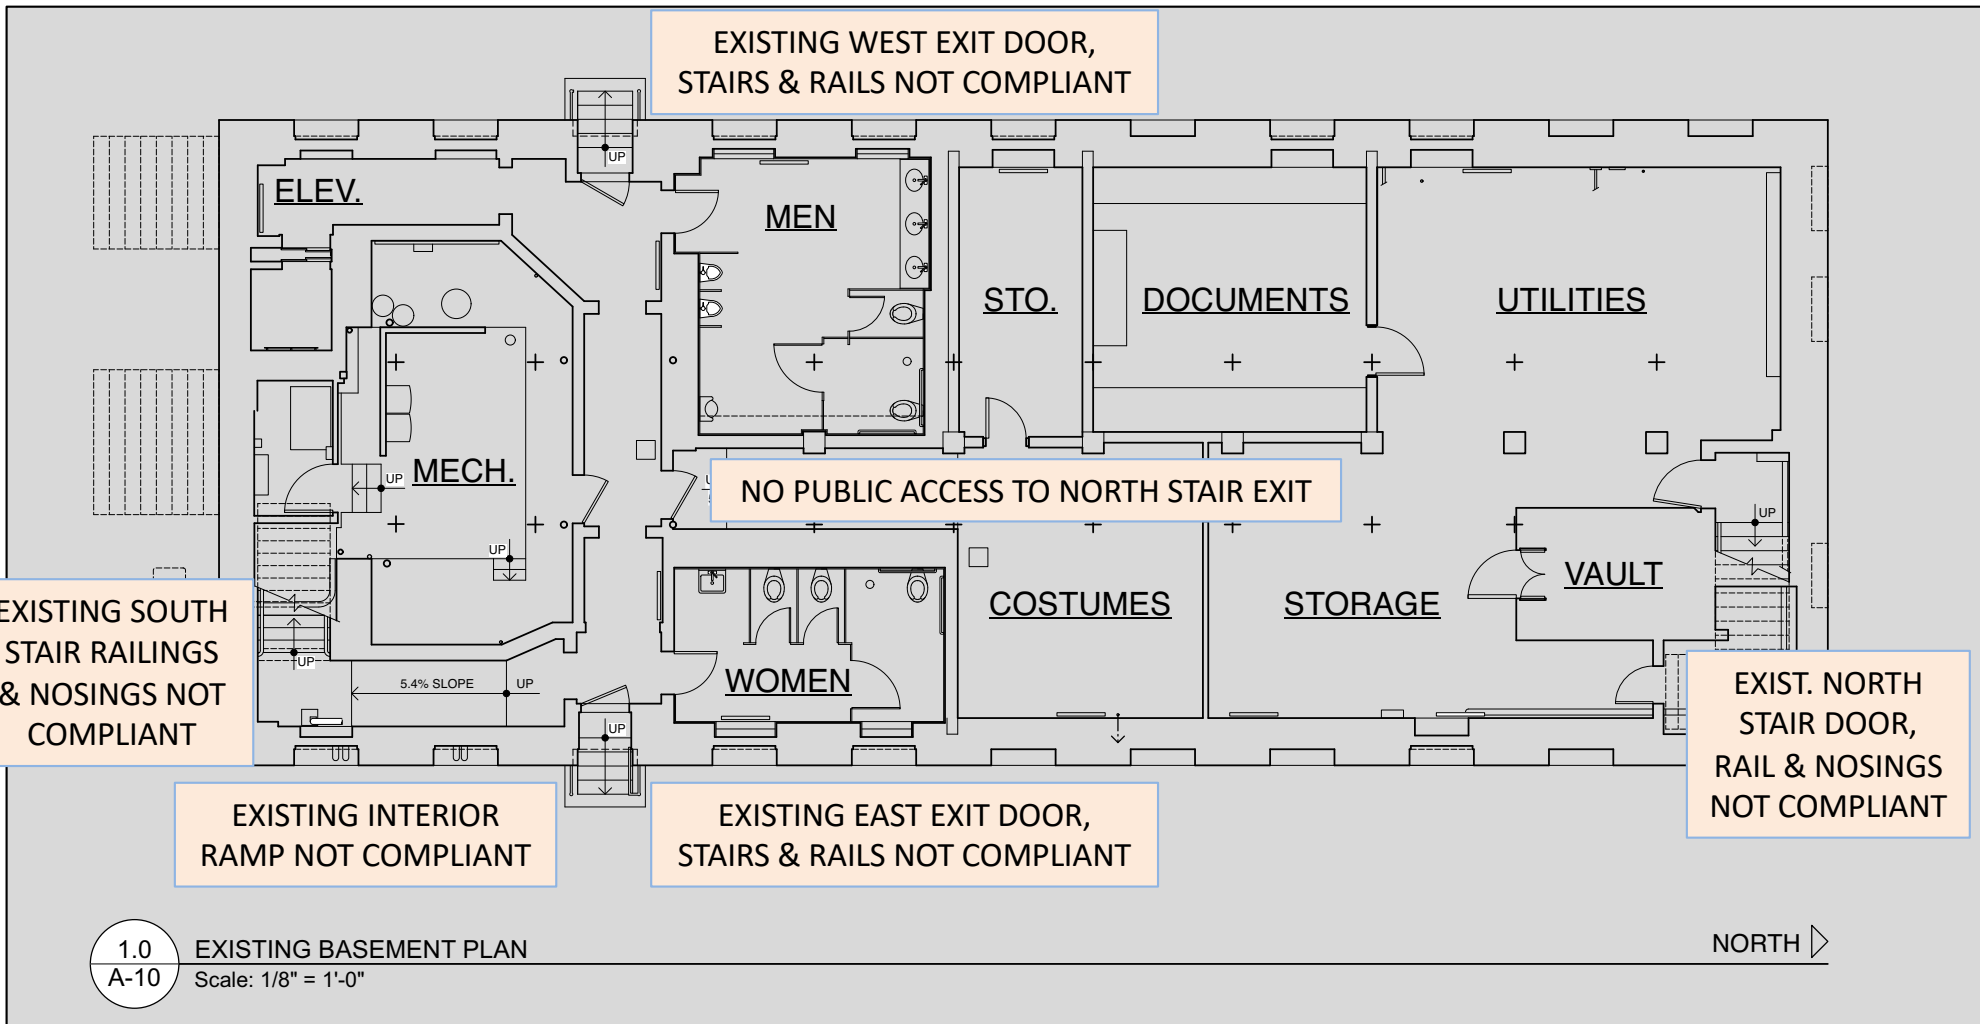 EXISTING WEST EXIT DOOR,
STAIRS & RAILS NOT COMPLIANT
UP
ELEV.
MEN
STO.
DOCUMENTS
UTILITIES
MECH.
UP
UP
NO PUBLIC ACCESS TO NORTH STAIR EXIT
UP
VAULT
COSTUMES
STORAGE
EXISTING SOUTH
STAIR RAILINGS
& NOSINGS NOT
COMPLIANT
UP
5.4% SLOPE
UP
WOMEN
UP
EXIST. NORTH
STAIR DOOR,
RAIL & NOSINGS
NOT COMPLIANT
EXISTING INTERIOR
RAMP NOT COMPLIANT
EXISTING EAST EXIT DOOR,
STAIRS & RAILS NOT COMPLIANT
1.0
A-10
EXISTING BASEMENT PLAN
Scale: 1/8" = 1'-0"
NORTH